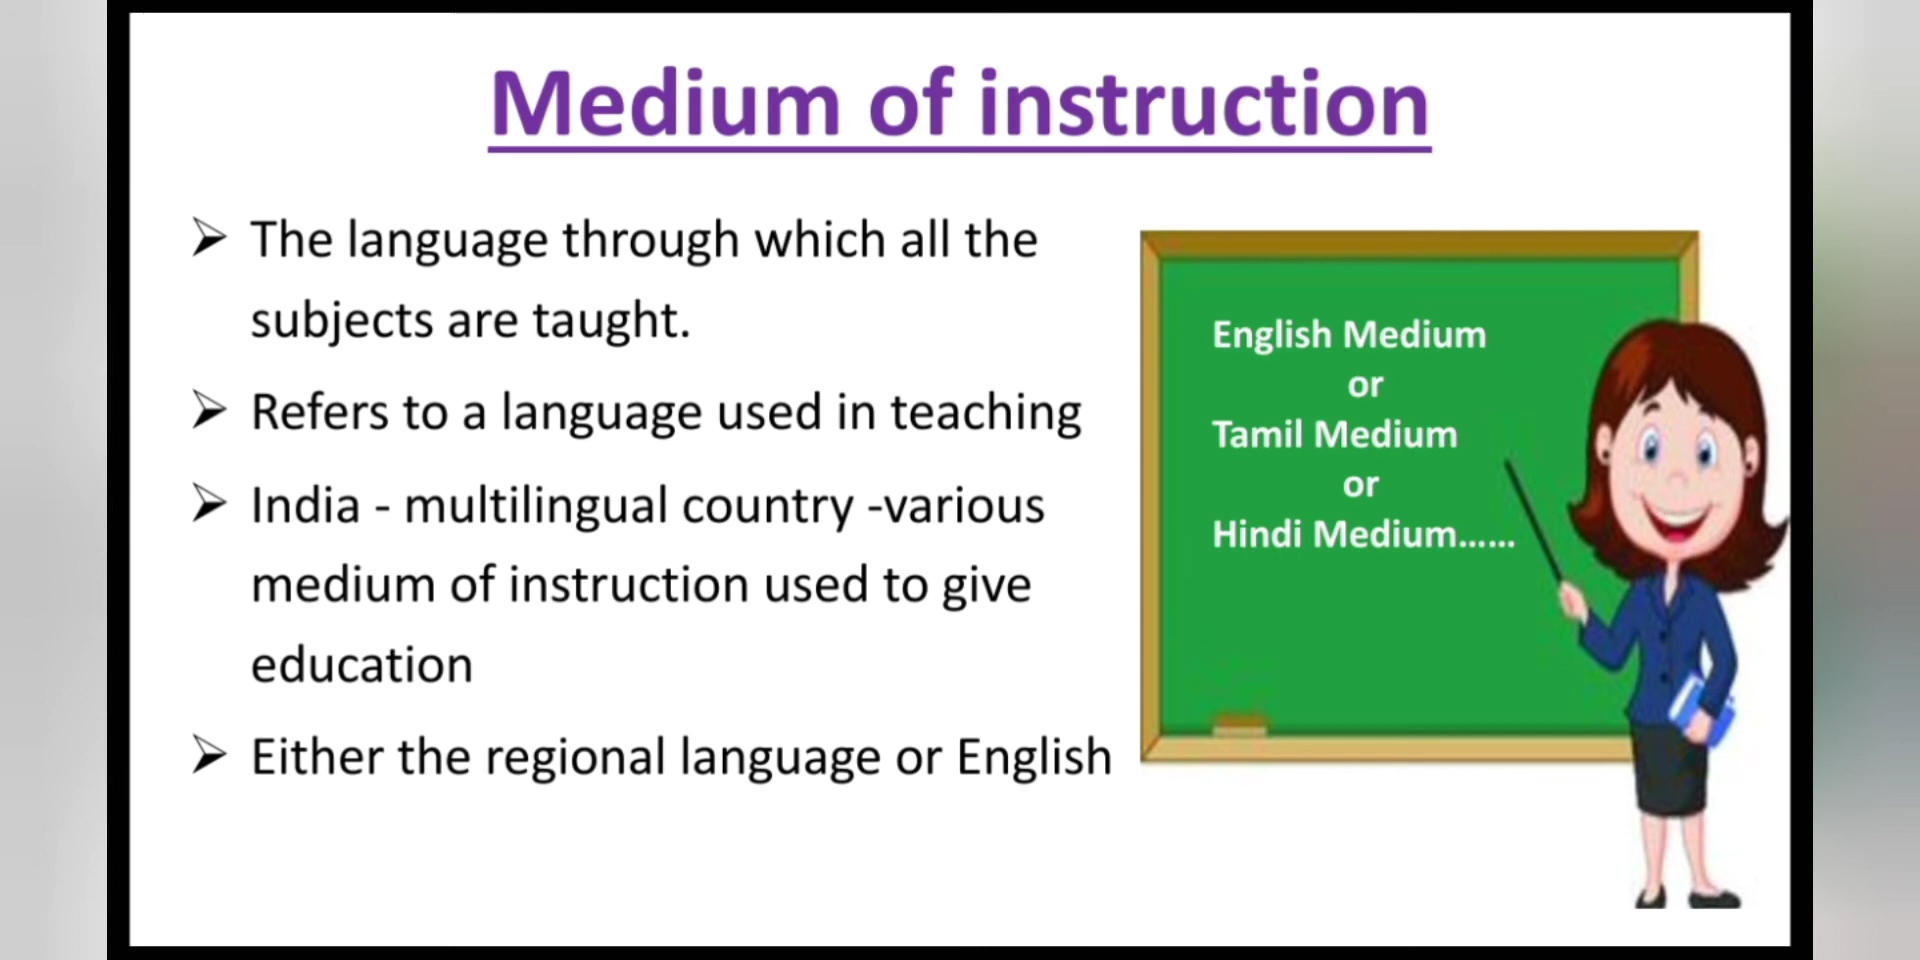 Medium of instruction
➢ The language through which all the
subjects are taught.
➢ Refers to a language used in teaching
➢ India - multilingual country -various
medium of instruction used to give
education
➢ Either the regional language or English
English Medium
or
Tamil Medium
or
Hindi Medium......